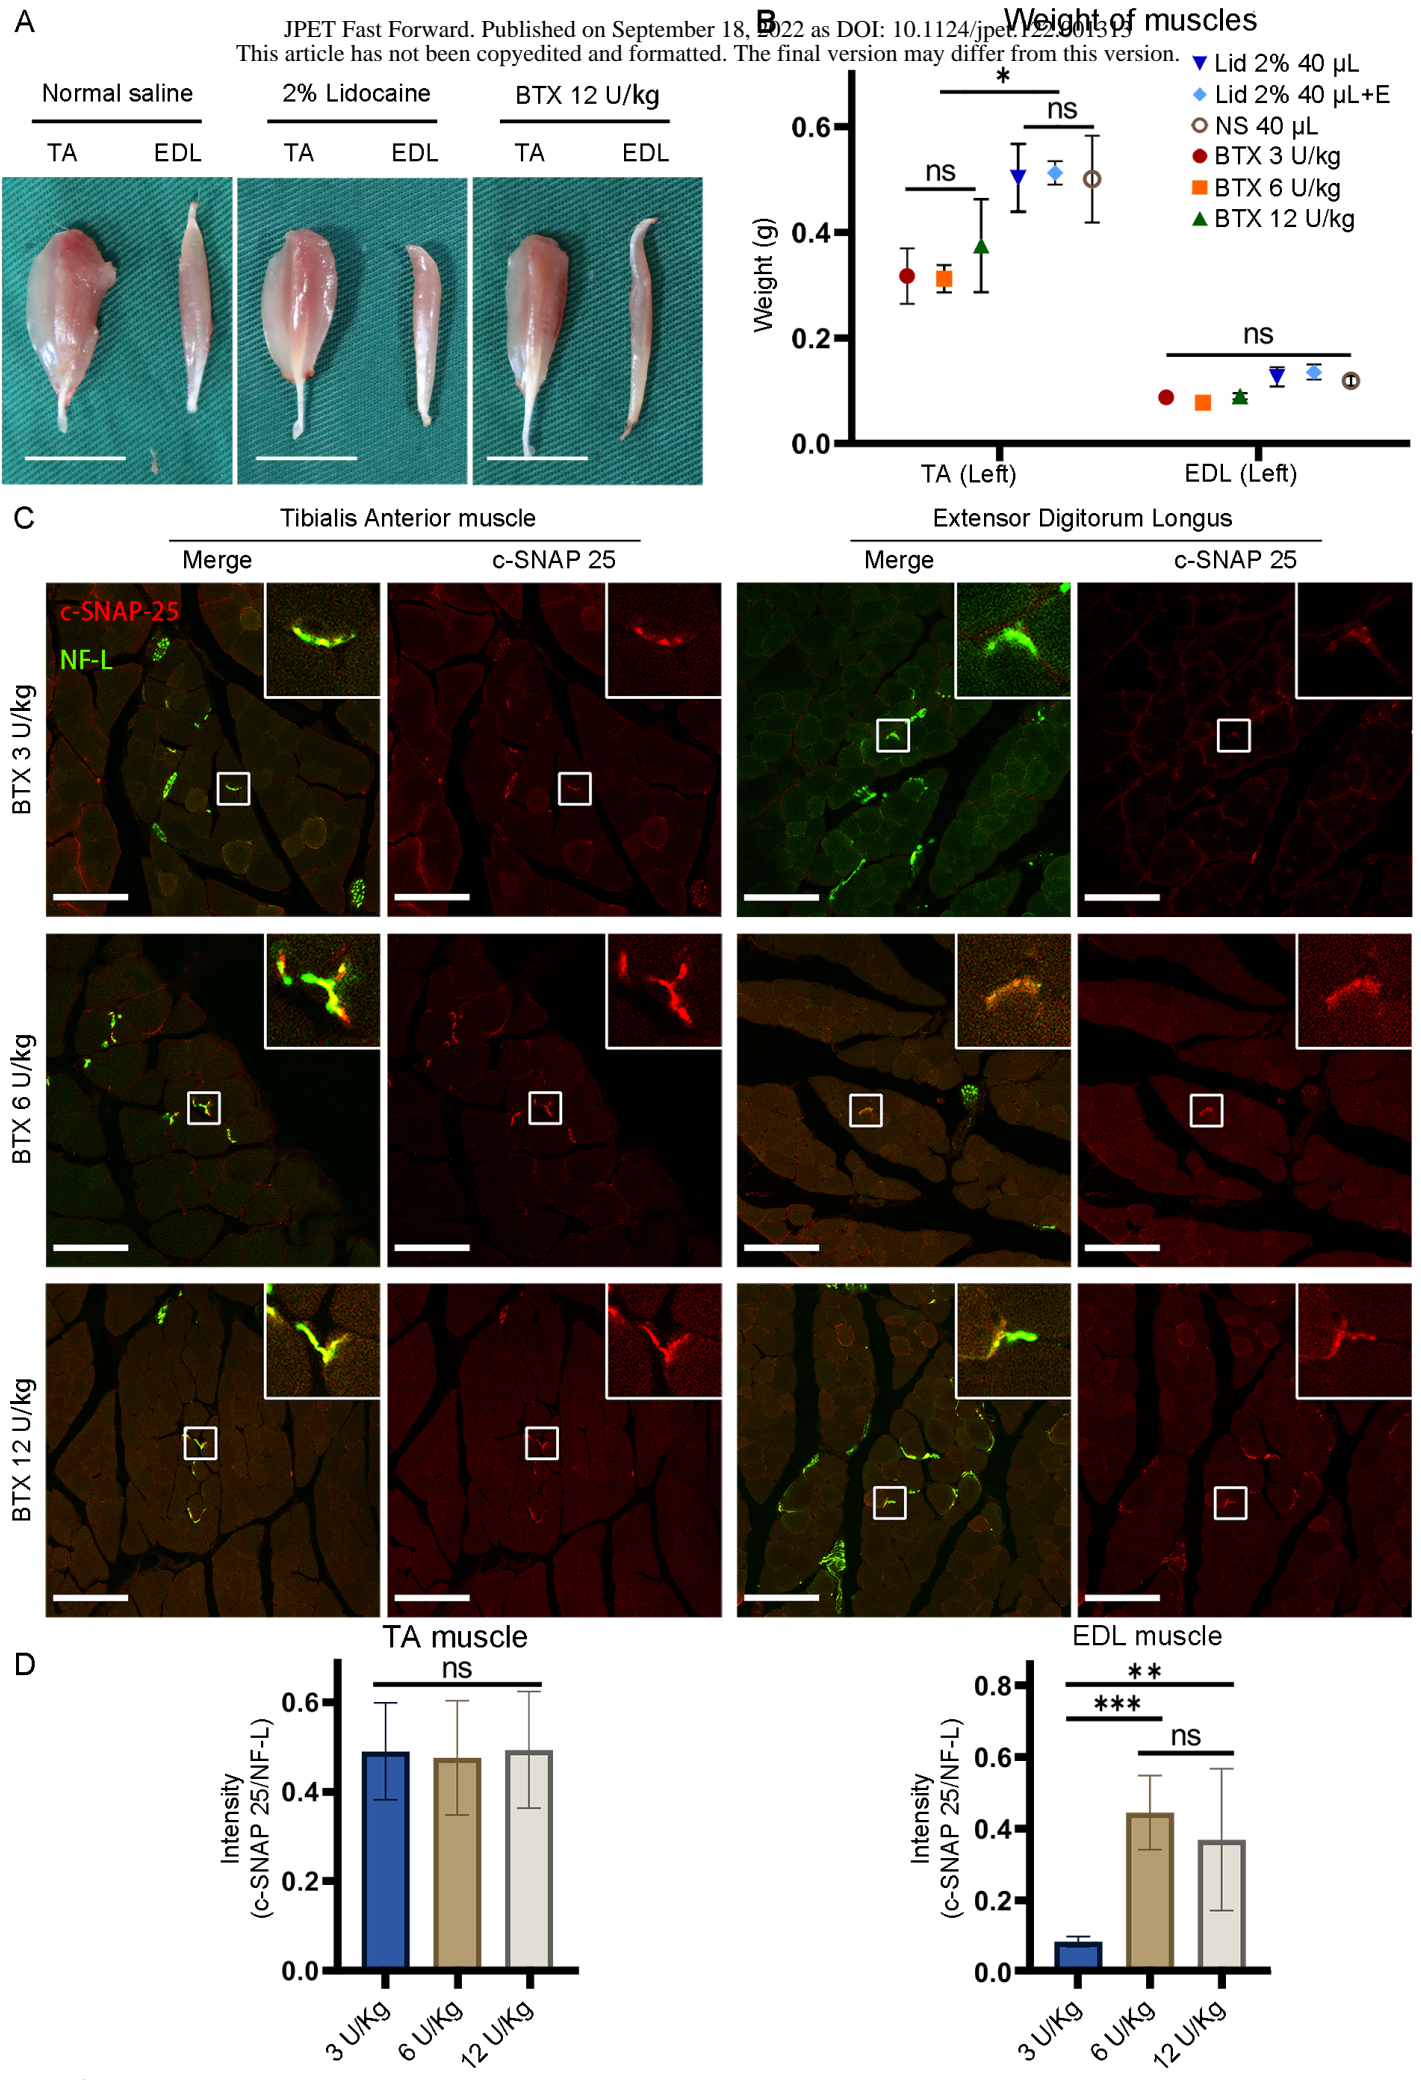 A
JPET Fast Forward. Published on September 18, 2022 as DOI: 10.1124/jpet.122.001313
This article has not been copyedited and formatted. The final version may differ from this version.
Normal saline
2% Lidocaine
BTX 12 U/kg
TA
EDL
TA
EDL
TA
EDL
B
Weight of muscles
Lid 2% 40 µL
Lid 2% 40 µL+E
NS 40 µL
BTX 3 U/kg
BTX 6 U/kg
BTX 12 U/kg
*
ns
ns
ns
Weight (g)
0.6
0.4
0.2
0.0
TA (Left)
EDL (Left)
C
Tibialis Anterior muscle
Extensor Digitorum Longus
Merge
c-SNAP 25
Merge
c-SNAP 25
c-SNAP-25
NF-L
BTX 3 U/kg
BTX 6 U/kg
BTX 12 U/kg
D
TA muscle
ns
Intensity
(c-SNAP 25/NF-L)
0.6
0.4
0.2
0.0
3 U/Kg
6 U/Kg
12 U/Kg
EDL muscle
**
***
ns
Intensity
(c-SNAP 25/NF-L)
0.8
0.6
0.4
0.2
0.0
3 U/Kg
6 U/Kg
12 U/Kg